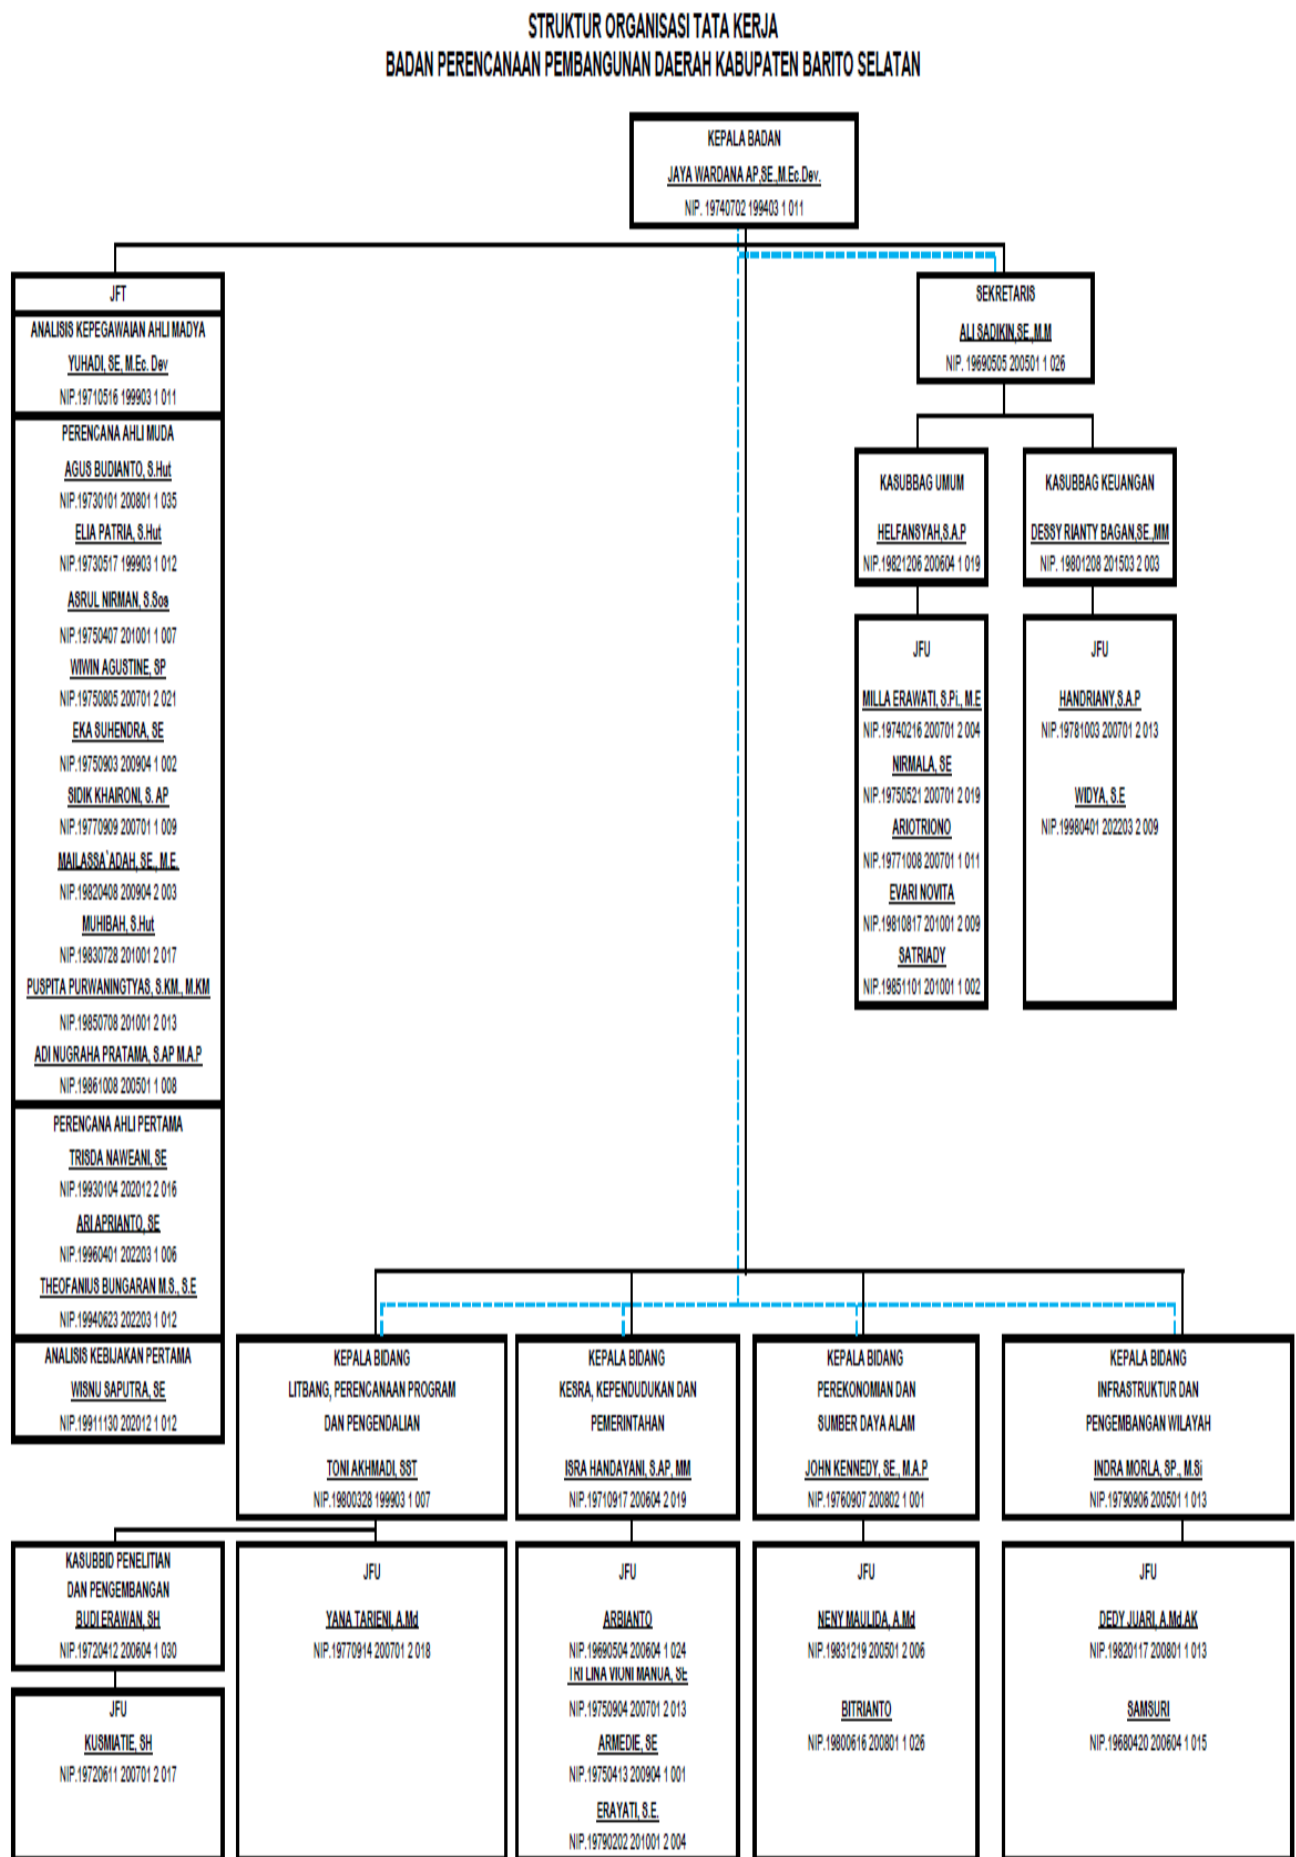 STRUKTUR ORGANISASI TATA KERJA
BADAN PERENCANAAN PEMBANGUNAN DAERAH KABUPATEN BARITO SELATAN
KEPALA BADAN
JAYA WARDANA AP,SE.,M.Ec.Dev.
NIP. 19740702 199403 1 011
JFT
ANALISIS KEPEGAWAIAN AHLI MADYA
YUHADI, SE, M.Ec. Dev
NIP.19710516 199903 1 011
PERENCANA AHLI MUDA
AGUS BUDIANTO, S.Hut
NIP.19730101 200801 1 035
ELIA PATRIA, S.Hut
NIP.19730517 199903 1 012
ASRUL NIRMAN, S.Sos
NIP.19750407 201001 1 007
WIWIN AGUSTINE, SP
NIP.19750805 200701 2 021
EKA SUHENDRA, SE
NIP.19750903 200904 1 002
SIDIK KHAIRONI, S. AP
NIP.19770909 200701 1 009
MAILASSA`ADAH, SE., M.E.
NIP.19820408 200904 2 003
MUHIBAH, S.Hut
NIP.19830728 201001 2 017
PUSPITA PURWANINGTYAS, S.KM., M.KM
NIP.19850708 201001 2 013
ADI NUGRAHA PRATAMA, S.AP M.A.P
NIP.19861008 200501 1 008
PERENCANA AHLI PERTAMA
TRISDA NAWEANI, SE
NIP.19930104 202012 2 016
ARI APRIANTO, SE
NIP.19960401 202203 1 006
THEOFANIUS BUNGARAN M.S., S.E
NIP.19940623 202203 1 012
ANALISIS KEBIJAKAN PERTAMA
WISNU SAPUTRA, SE
NIP.19911130 202012 1 012
SEKRETARIS
ALI SADIKIN,SE.,M.M
NIP. 19690505 200501 1 026
KASUBBAG UMUM
HELFANSYAH,S.A.P
NIP.19821206 200604 1 019
KASUBBAG KEUANGAN
DESSY RIANTY BAGAN,SE.,MM
NIP. 19801208 201503 2 003
JFU
MILLA ERAWATI, S.Pi., M.E
NIP.19740216 200701 2 004
NIRMALA, SE
NIP.19750521 200701 2 019
ARIOTRIONO
NIP.19771008 200701 1 011
EVARI NOVITA
NIP.19810817 201001 2 009
SATRIADY
NIP.19851101 201001 1 002
JFU
HANDRIANY,S.A.P
NIP.19781003 200701 2 013
WIDYA, S.E
NIP.19980401 202203 2 009
KEPALA BIDANG
LITBANG, PERENCANAAN PROGRAM
DAN PENGENDALIAN
TONI AKHMADI, SST
NIP.19800328 199903 1 007
KEPALA BIDANG
KESRA, KEPENDUDUKAN DAN
PEMERINTAHAN
ISRA HANDAYANI, S.AP, MM
NIP.19710917 200604 2 019
KEPALA BIDANG
PEREKONOMIAN DAN
SUMBER DAYA ALAM
JOHN KENNEDY, SE., M.A.P
NIP.19760907 200802 1 001
KEPALA BIDANG
INFRASTRUKTUR DAN
PENGEMBANGAN WILAYAH
INDRA MORLA, SP., M.Si
NIP.19790906 200501 1 013
KASUBBID PENELITIAN
DAN PENGEMBANGAN
BUDI ERAWAN, SH
NIP.19720412 200604 1 030
JFU
KUSMIATIE, SH
NIP.19720611 200701 2 017
JFU
YANA TARIENI, A.Md
NIP.19770914 200701 2 018
JFU
ARBIANTO
NIP.19690504 200604 1 024
TRI LINA VIONI MANUA, SE
NIP.19750904 200701 2 013
ARMEDIE, SE
NIP.19750413 200904 1 001
ERAYATI, S.E.
NIP.19790202 201001 2 004
JFU
NENY MAULIDA, A.Md
NIP.19831219 200501 2 006
BITRIANTO
NIP.19800616 200801 1 026
JFU
DEDY JUARI, A.Md.AK
NIP.19820117 200801 1 013
SAMSURI
NIP.19680420 200604 1 015